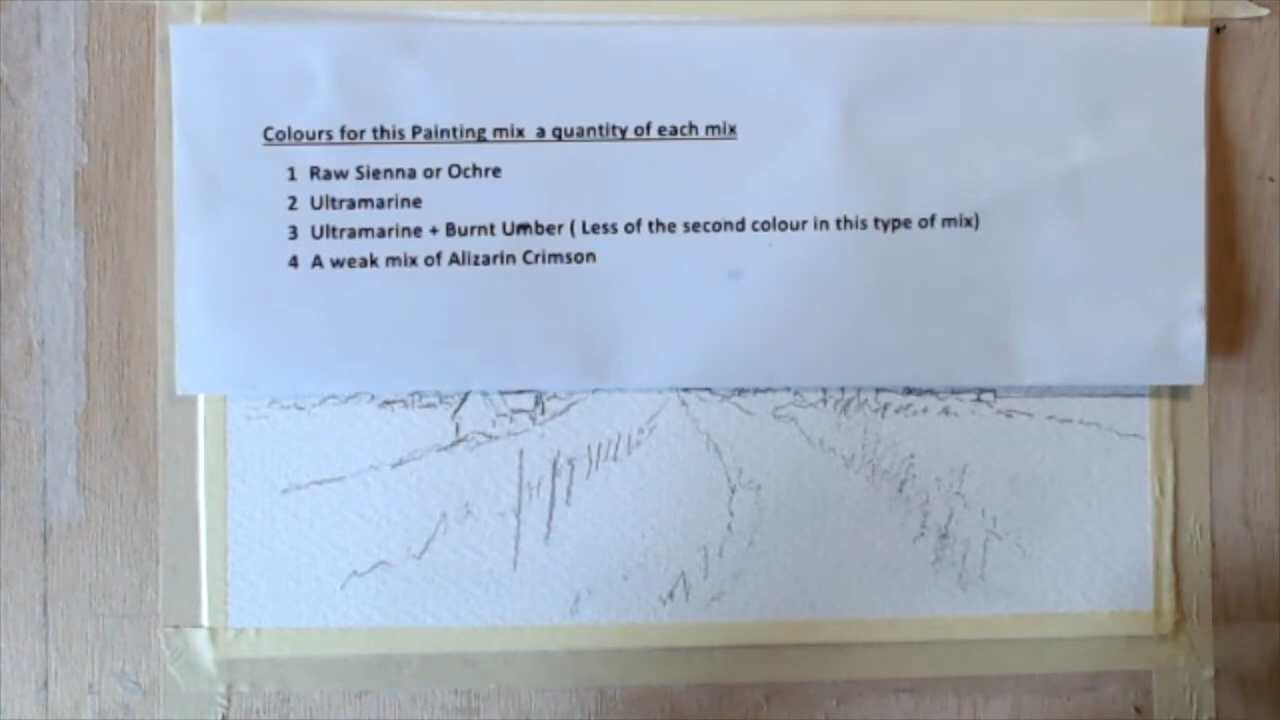 Colours for this Painting mix a quantity of each mix
1 Raw Sienna or Ochre
2 Ultramarine
3 Ultramarine + Burnt Umber ( Less of the second colour in this type of mix)
4 A weak mix of Alizarin Crimson